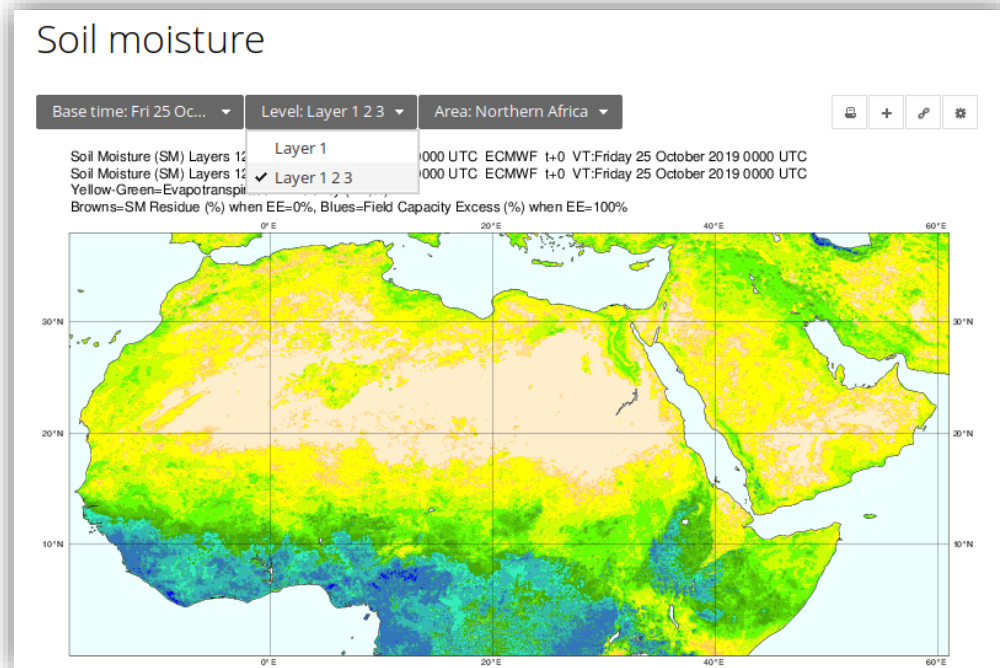 Soil moisture
Base time: Fri 25 Oc... Level: Layer 1 2 3 Area: Northern Africa
Layer 1
Layer 1 2 3
Soil Moisture (SM) Layers 12 000 UTC ECMWF t+0 VT:Friday 25 October 2019 0000 UTC
Soil Moisture (SM) Layers 12 000 UTC ECMWF t+0 VT:Friday 25 October 2019 0000 UTC
Yellow-Green=Evapotranspi
Browns=SM Residue (%) when EE=0%, Blues=Field Capacity Excess (%) when EE=100%
0°E 20°E 40°E 60°E
30°N 30°N
20°N 20°N
10°N 10°N
0°E 20°E 40°E 60°E